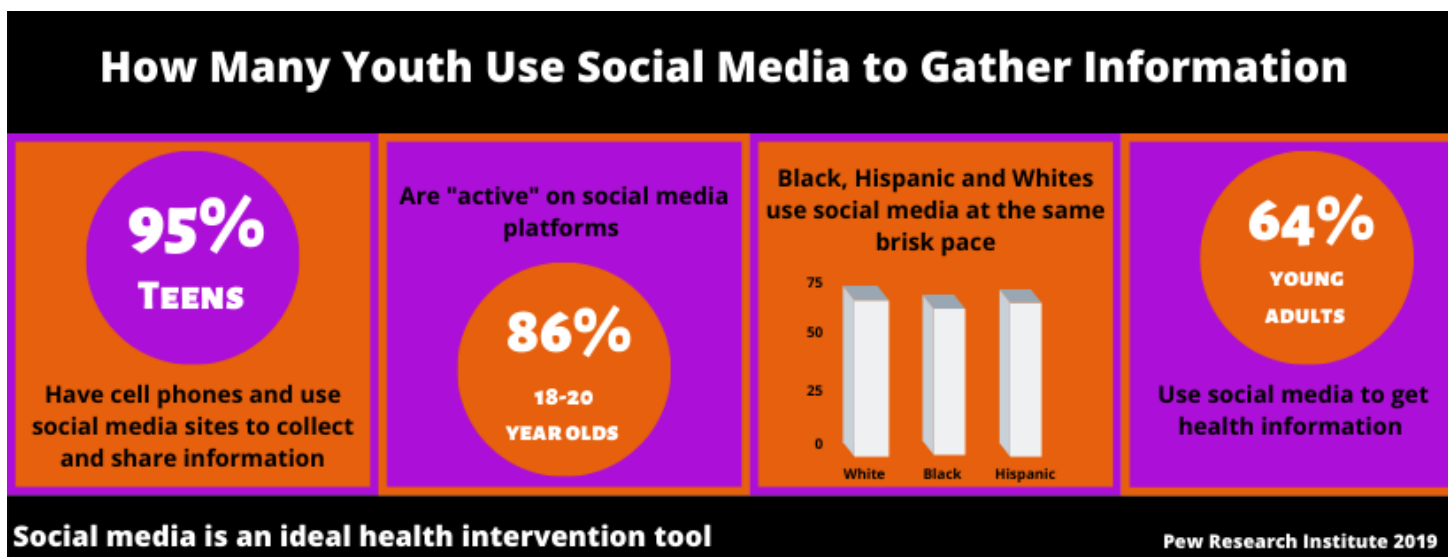 How Many Youth Use Social Media to Gather Information
95%
TEENS
Have cell phones and use
social media sites to collect
and share information
Are "active" on social media
platforms
86%
18-20
YEAR OLDS
Black, Hispanic and Whites
use social media at the same
brisk pace
75
50
25
0
White Black Hispanic
64%
YOUNG
ADULTS
Use social media to get
health information
Social media is an ideal health intervention tool
Pew Research Institute 2019